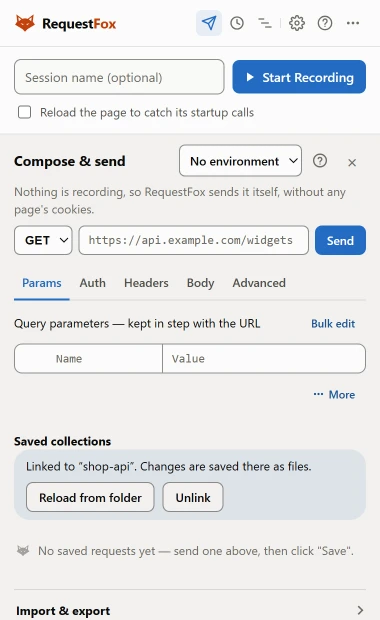 RequestFox
Session name (optional)
Start Recording
Reload the page to catch its startup calls
Compose & send
No environment
Nothing is recording, so RequestFox sends it itself, without any
page's cookies.
GET
https://api.example.com/widgets
Send
Params Auth Headers Body Advanced
Query parameters — kept in step with the URL
Bulk edit
Name
Value
··· More
Saved collections
Linked to “shop-api”. Changes are saved there as files.
Reload from folder
Unlink
No saved requests yet — send one above, then click "Save".
Import & export